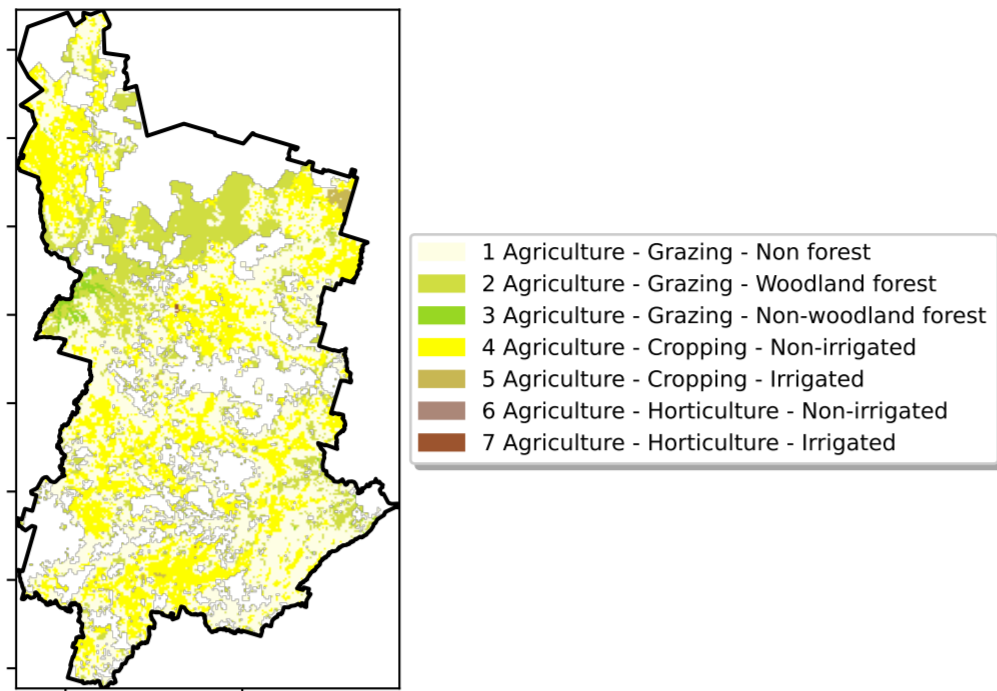 1 Agriculture - Grazing - Non forest
2 Agriculture - Grazing - Woodland forest
3 Agriculture - Grazing - Non-woodland forest
4 Agriculture - Cropping - Non-irrigated
5 Agriculture - Cropping - Irrigated
6 Agriculture - Horticulture - Non-irrigated
7 Agriculture - Horticulture - Irrigated